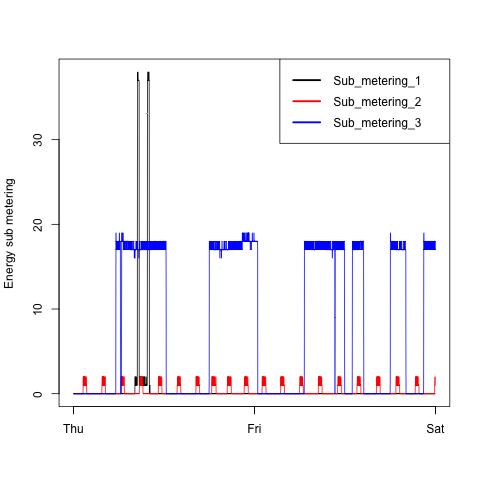 Sub_metering_1
Sub_metering_2
Sub_metering_3
Energy sub metering
30
20
10
0
Thu Fri Sat